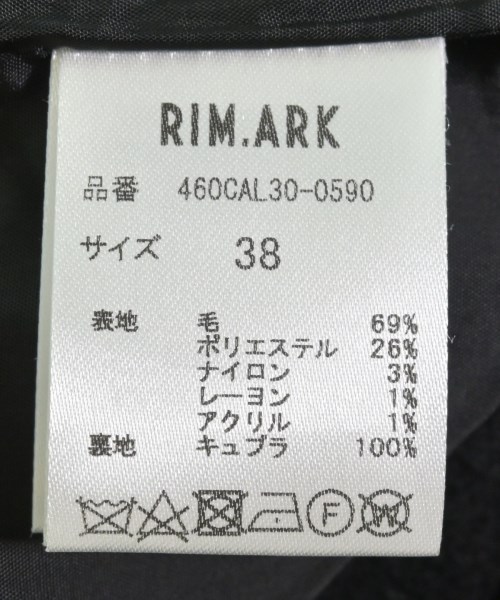 RIM.ARK
品番 460CAL30-0590
サイズ 38
表地 毛 69%
ポリエステル 26%
ナイロン 3%
レーヨン 1%
アクリル 1%
裏地 キュプラ 100%
F
W